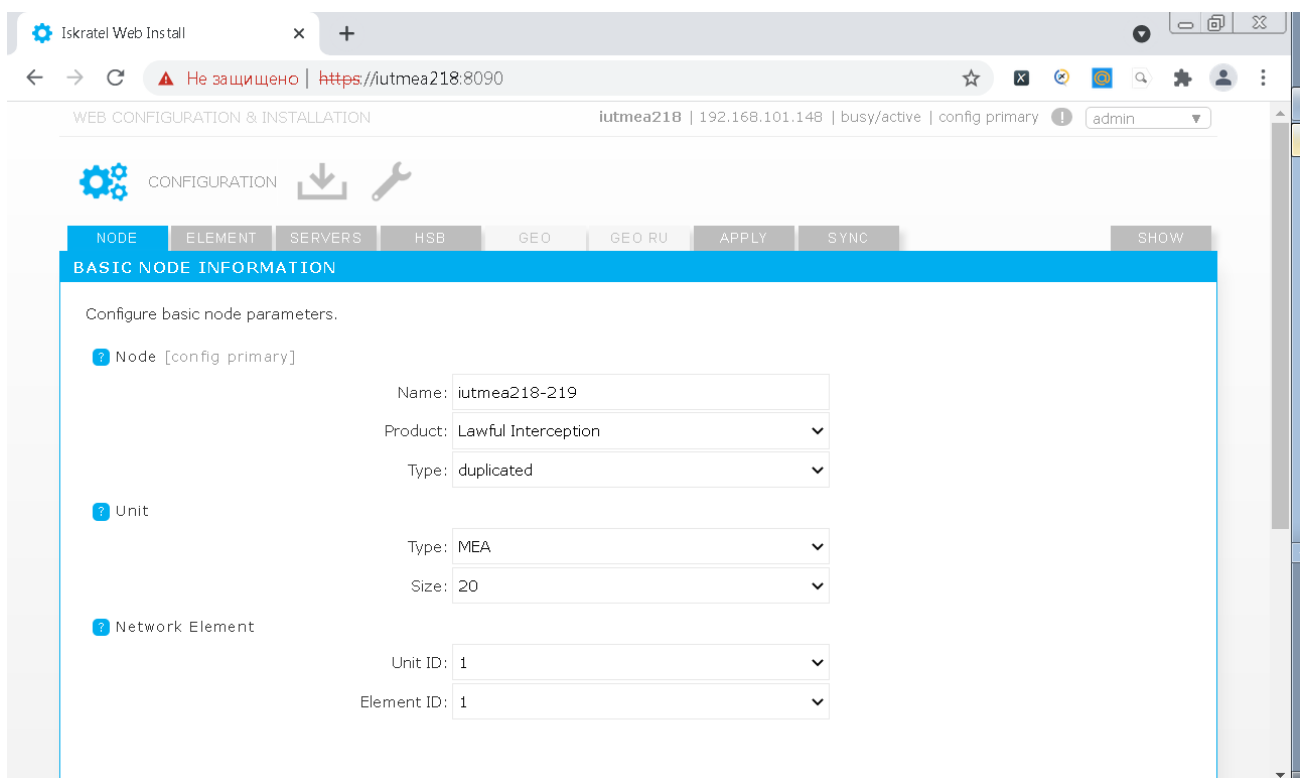 Iskratel Web Install
Не защищено | https://iutmea218:8090
WEB CONFIGURATION & INSTALLATION iutmea218 | 192.168.101.148 | busy/active | config primary admin
CONFIGURATION
NODE ELEMENT SERVERS HSB GEO GEO RU APPLY SYNC SHOW
BASIC NODE INFORMATION
Configure basic node parameters.
? Node [config primary]
Name: iutmea218-219
Product: Lawful Interception
Type: duplicated
? Unit
Type: MEA
Size: 20
? Network Element
Unit ID: 1
Element ID: 1